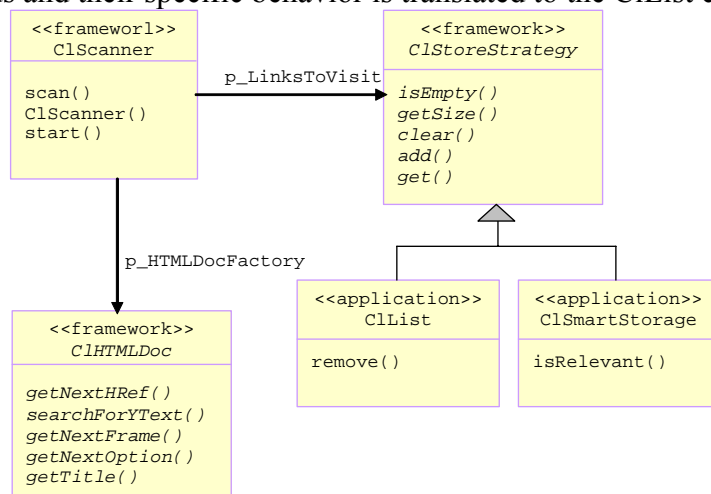 us and their specific behavior is translated to the ClList c
<<frameworl>>
ClScanner
scan()
ClScanner()
start()
p_LinksToVisit
<<framework>>
ClStoreStrategy
isEmpty()
getSize()
clear()
add()
get()
p_HTMLDocFactory
<<framework>>
ClHTMLDoc
getNextHRef()
searchForYText()
getNextFrame()
getNextOption()
getTitle()
<<application>>
ClList
remove()
<<application>>
ClSmartStorage
isRelevant()